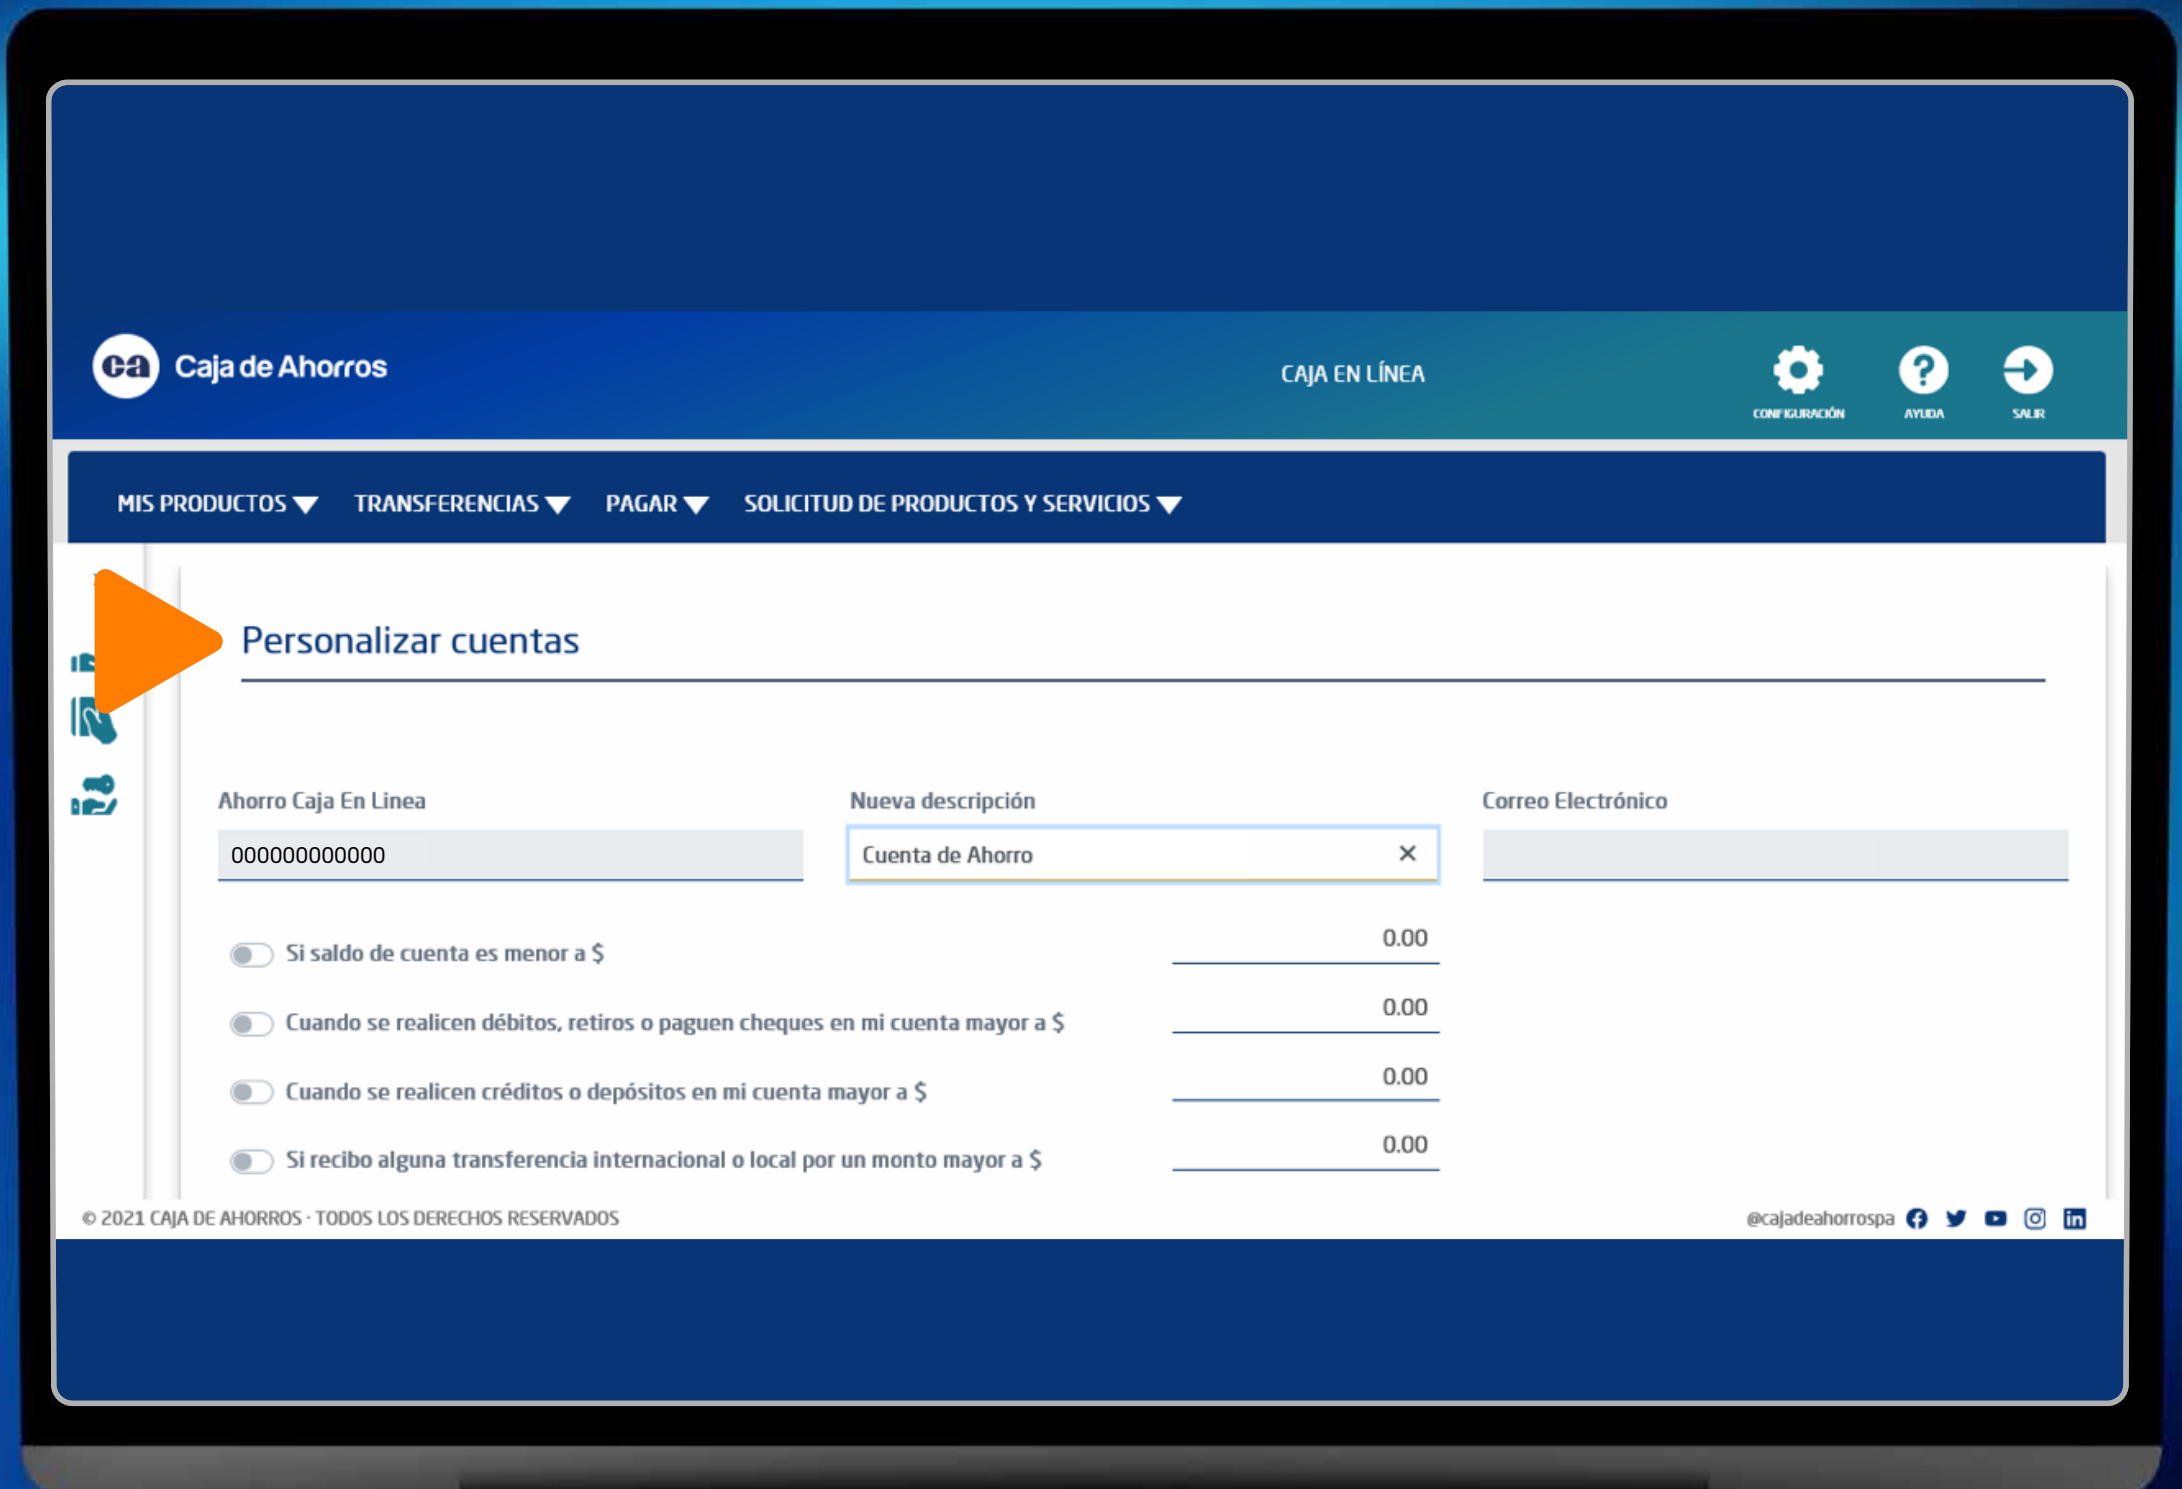 ca Caja de Ahorros
CAJA EN LÍNEA
CONFIGURACIÓN
AYUDA
SALIR
MIS PRODUCTOS
TRANSFERENCIAS
PAGAR
SOLICITUD DE PRODUCTOS Y SERVICIOS
Personalizar cuentas
Ahorro Caja En Linea
Nueva descripción
Correo Electrónico
000000000000
Cuenta de Ahorro
Si saldo de cuenta es menor a $
0.00
Cuando se realicen débitos, retiros o paguen cheques en mi cuenta mayor a $
0.00
Cuando se realicen créditos o depósitos en mi cuenta mayor a $
0.00
Si recibo alguna transferencia internacional o local por un monto mayor a $
0.00
© 2021 CAJA DE AHORROS · TODOS LOS DERECHOS RESERVADOS
@cajadeahorrospa